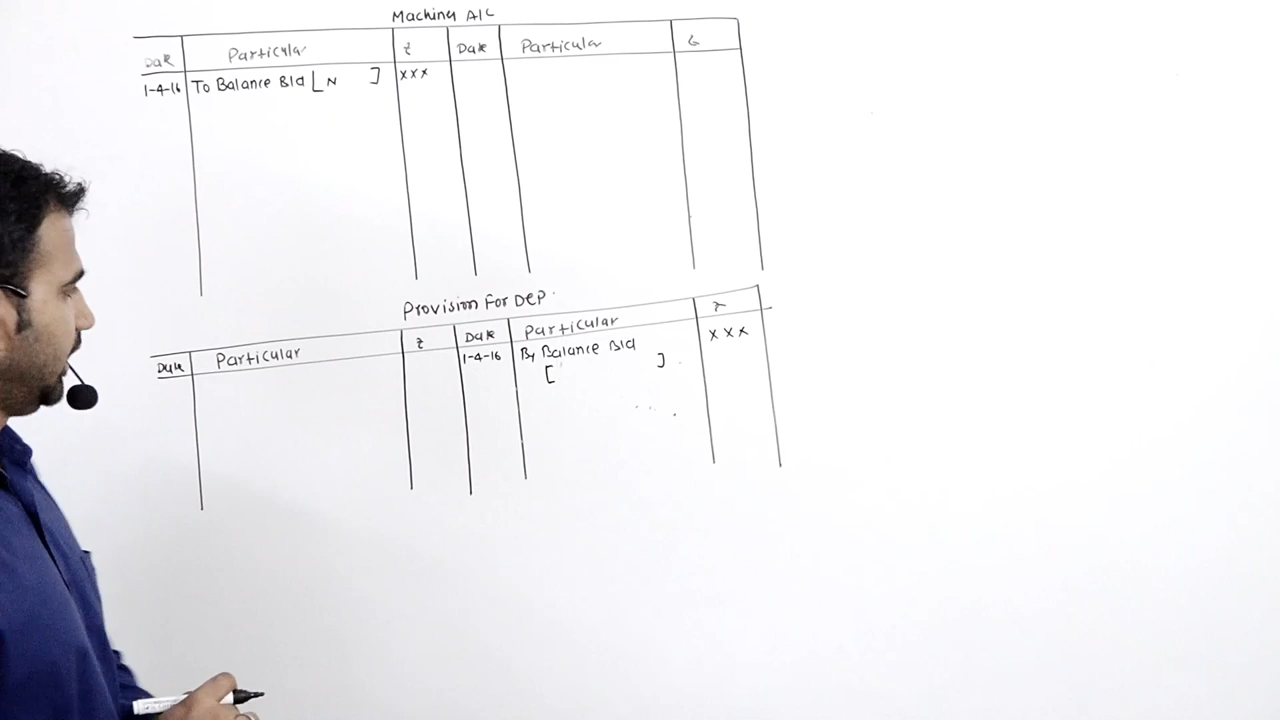 Machinery A/C
Date Particular ₹ Date Particular ₹
1-4-16 To Balance B/d [ N ] xxx
Provision For Dep.
Date Particular ₹ Date Particular ₹
1-4-16 By Balance B/d xxx
[ ]